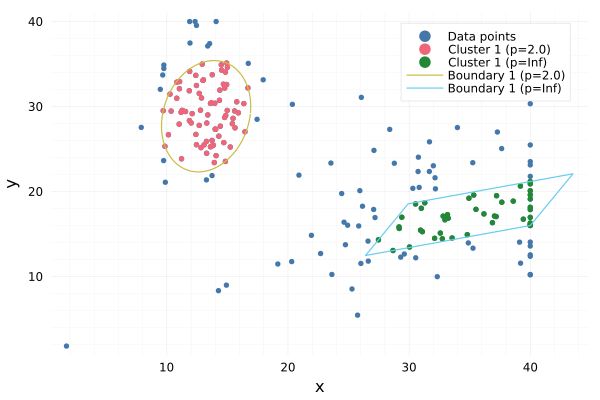 40
30
20
10
y
Data points
Cluster 1 (p=2.0)
Cluster 1 (p=Inf)
Boundary 1 (p=2.0)
Boundary 1 (p=Inf)
10 20 30 40
x